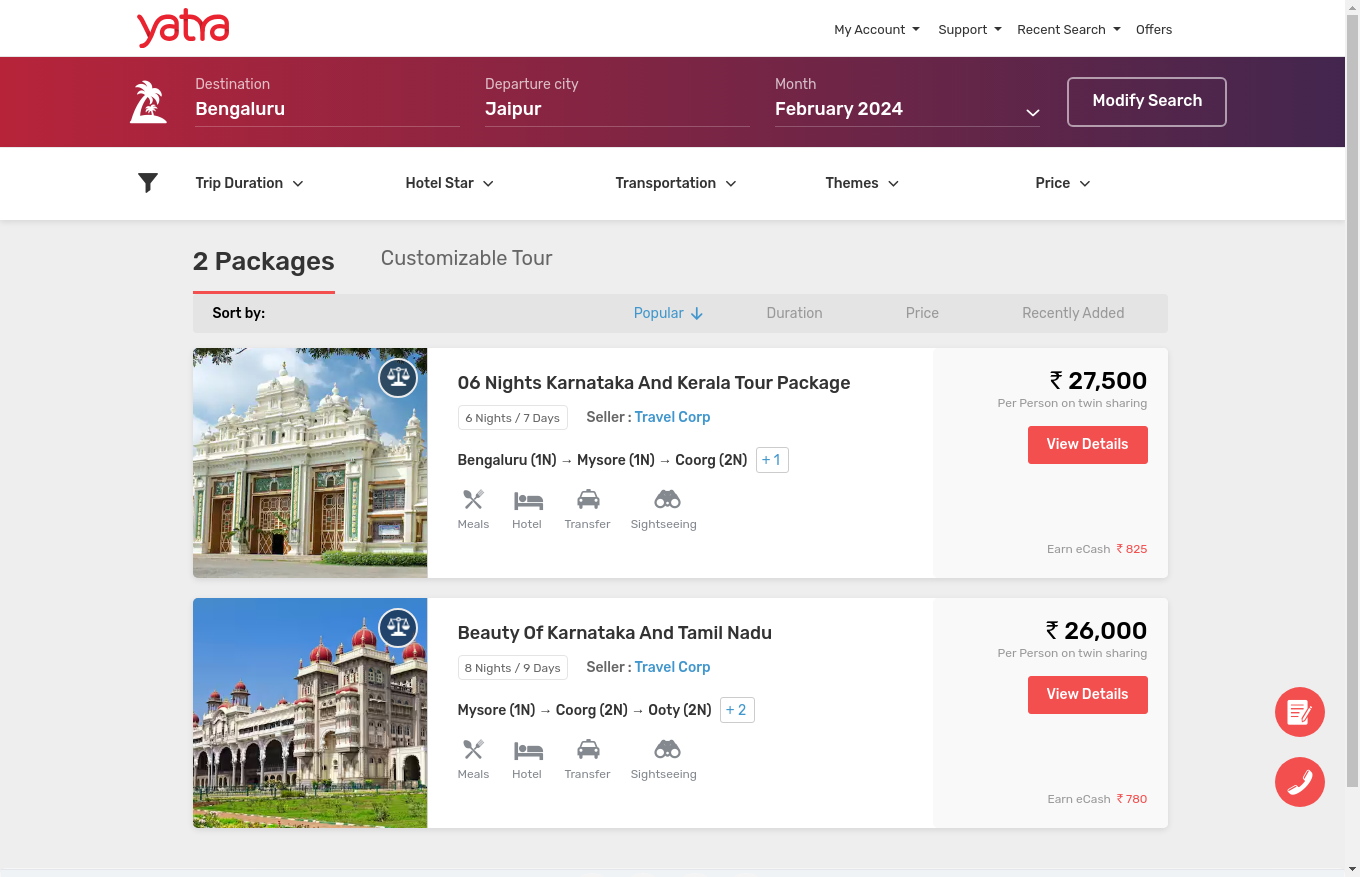 yatra
My Account Support Recent Search Offers
Destination Departure city Month
Bengaluru Jaipur February 2024 Modify Search
Trip Duration Hotel Star Transportation Themes Price
2 Packages Customizable Tour
Sort by: Popular Duration Price Recently Added
06 Nights Karnataka And Kerala Tour Package
₹ 27,500
Per Person on twin sharing
6 Nights / 7 Days Seller : Travel Corp
View Details
Bengaluru (1N) → Mysore (1N) → Coorg (2N) + 1
Meals Hotel Transfer Sightseeing
Earn eCash ₹ 825
Beauty Of Karnataka And Tamil Nadu
₹ 26,000
Per Person on twin sharing
8 Nights / 9 Days Seller : Travel Corp
View Details
Mysore (1N) → Coorg (2N) → Ooty (2N) + 2
Meals Hotel Transfer Sightseeing
Earn eCash ₹ 780